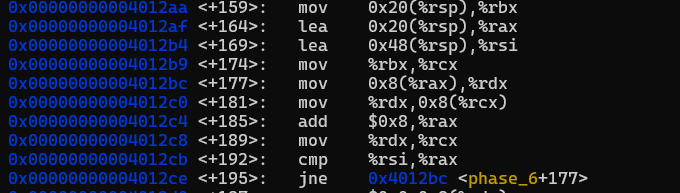 0x00000000004012aa <+159>: mov 0x20(%rsp),%rbx
0x00000000004012af <+164>: lea 0x20(%rsp),%rax
0x00000000004012b4 <+169>: lea 0x48(%rsp),%rsi
0x00000000004012b9 <+174>: mov %rbx,%rcx
0x00000000004012bc <+177>: mov 0x8(%rax),%rdx
0x00000000004012c0 <+181>: mov %rdx,0x8(%rcx)
0x00000000004012c4 <+185>: add $0x8,%rax
0x00000000004012c8 <+189>: mov %rdx,%rcx
0x00000000004012cb <+192>: cmp %rsi,%rax
0x00000000004012ce <+195>: jne 0x4012bc <phase_6+177>